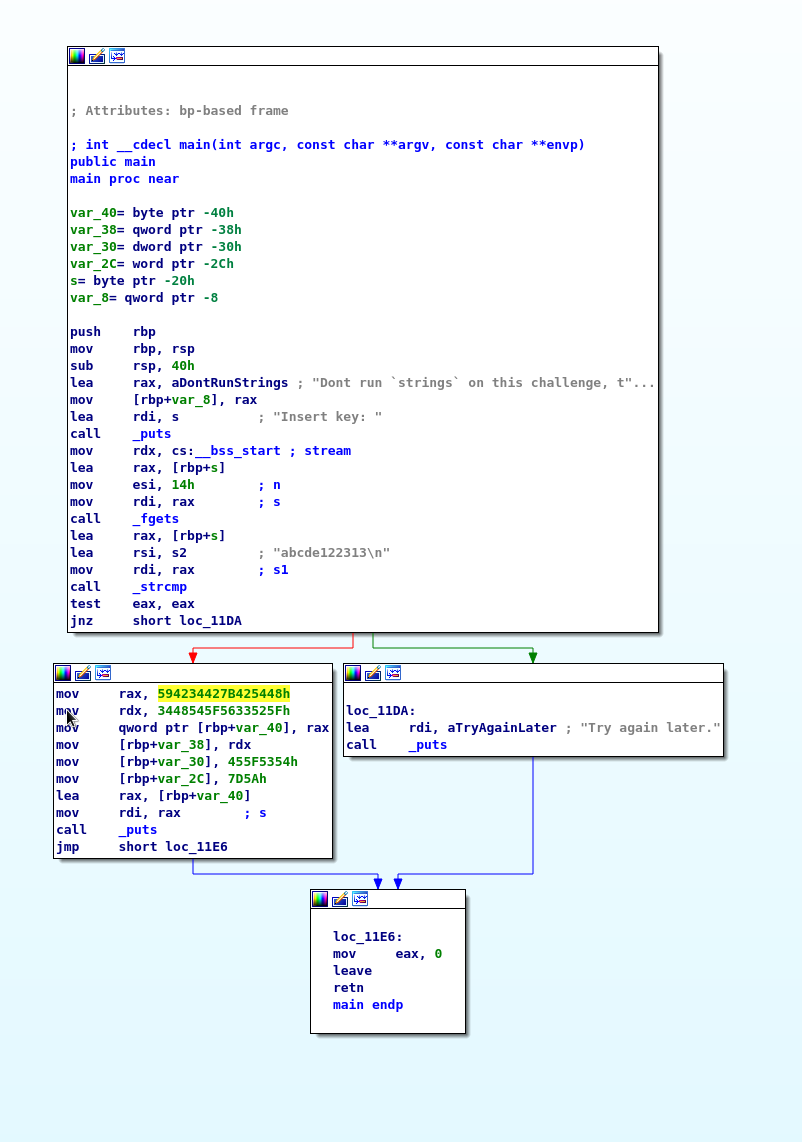 ; Attributes: bp-based frame
; int __cdecl main(int argc, const char **argv, const char **envp)
public main
main proc near
var_40= byte ptr -40h
var_38= qword ptr -38h
var_30= dword ptr -30h
var_2C= word ptr -2Ch
s= byte ptr -20h
var_8= qword ptr -8
push    rbp
mov     rbp, rsp
sub     rsp, 40h
lea     rax, aDontRunStrings ; "Dont run `strings` on this challenge, t"...
mov     [rbp+var_8], rax
lea     rdi, s          ; "Insert key: "
call    _puts
mov     rdx, cs:__bss_start ; stream
lea     rax, [rbp+s]
mov     esi, 14h        ; n
mov     rdi, rax        ; s
call    _fgets
lea     rax, [rbp+s]
lea     rsi, s2         ; "abcde122313\n"
mov     rdi, rax        ; s1
call    _strcmp
test    eax, eax
jnz     short loc_11DA
mov     rax, 594234427B425448h
mov     rdx, 3448545F5633525Fh
mov     qword ptr [rbp+var_40], rax
mov     [rbp+var_38], rdx
mov     [rbp+var_30], 455F5354h
mov     [rbp+var_2C], 7D5Ah
lea     rax, [rbp+var_40]
mov     rdi, rax        ; s
call    _puts
jmp     short loc_11E6
loc_11DA:
lea     rdi, aTryAgainLater ; "Try again later."
call    _puts
loc_11E6:
mov     eax, 0
leave
retn
main endp